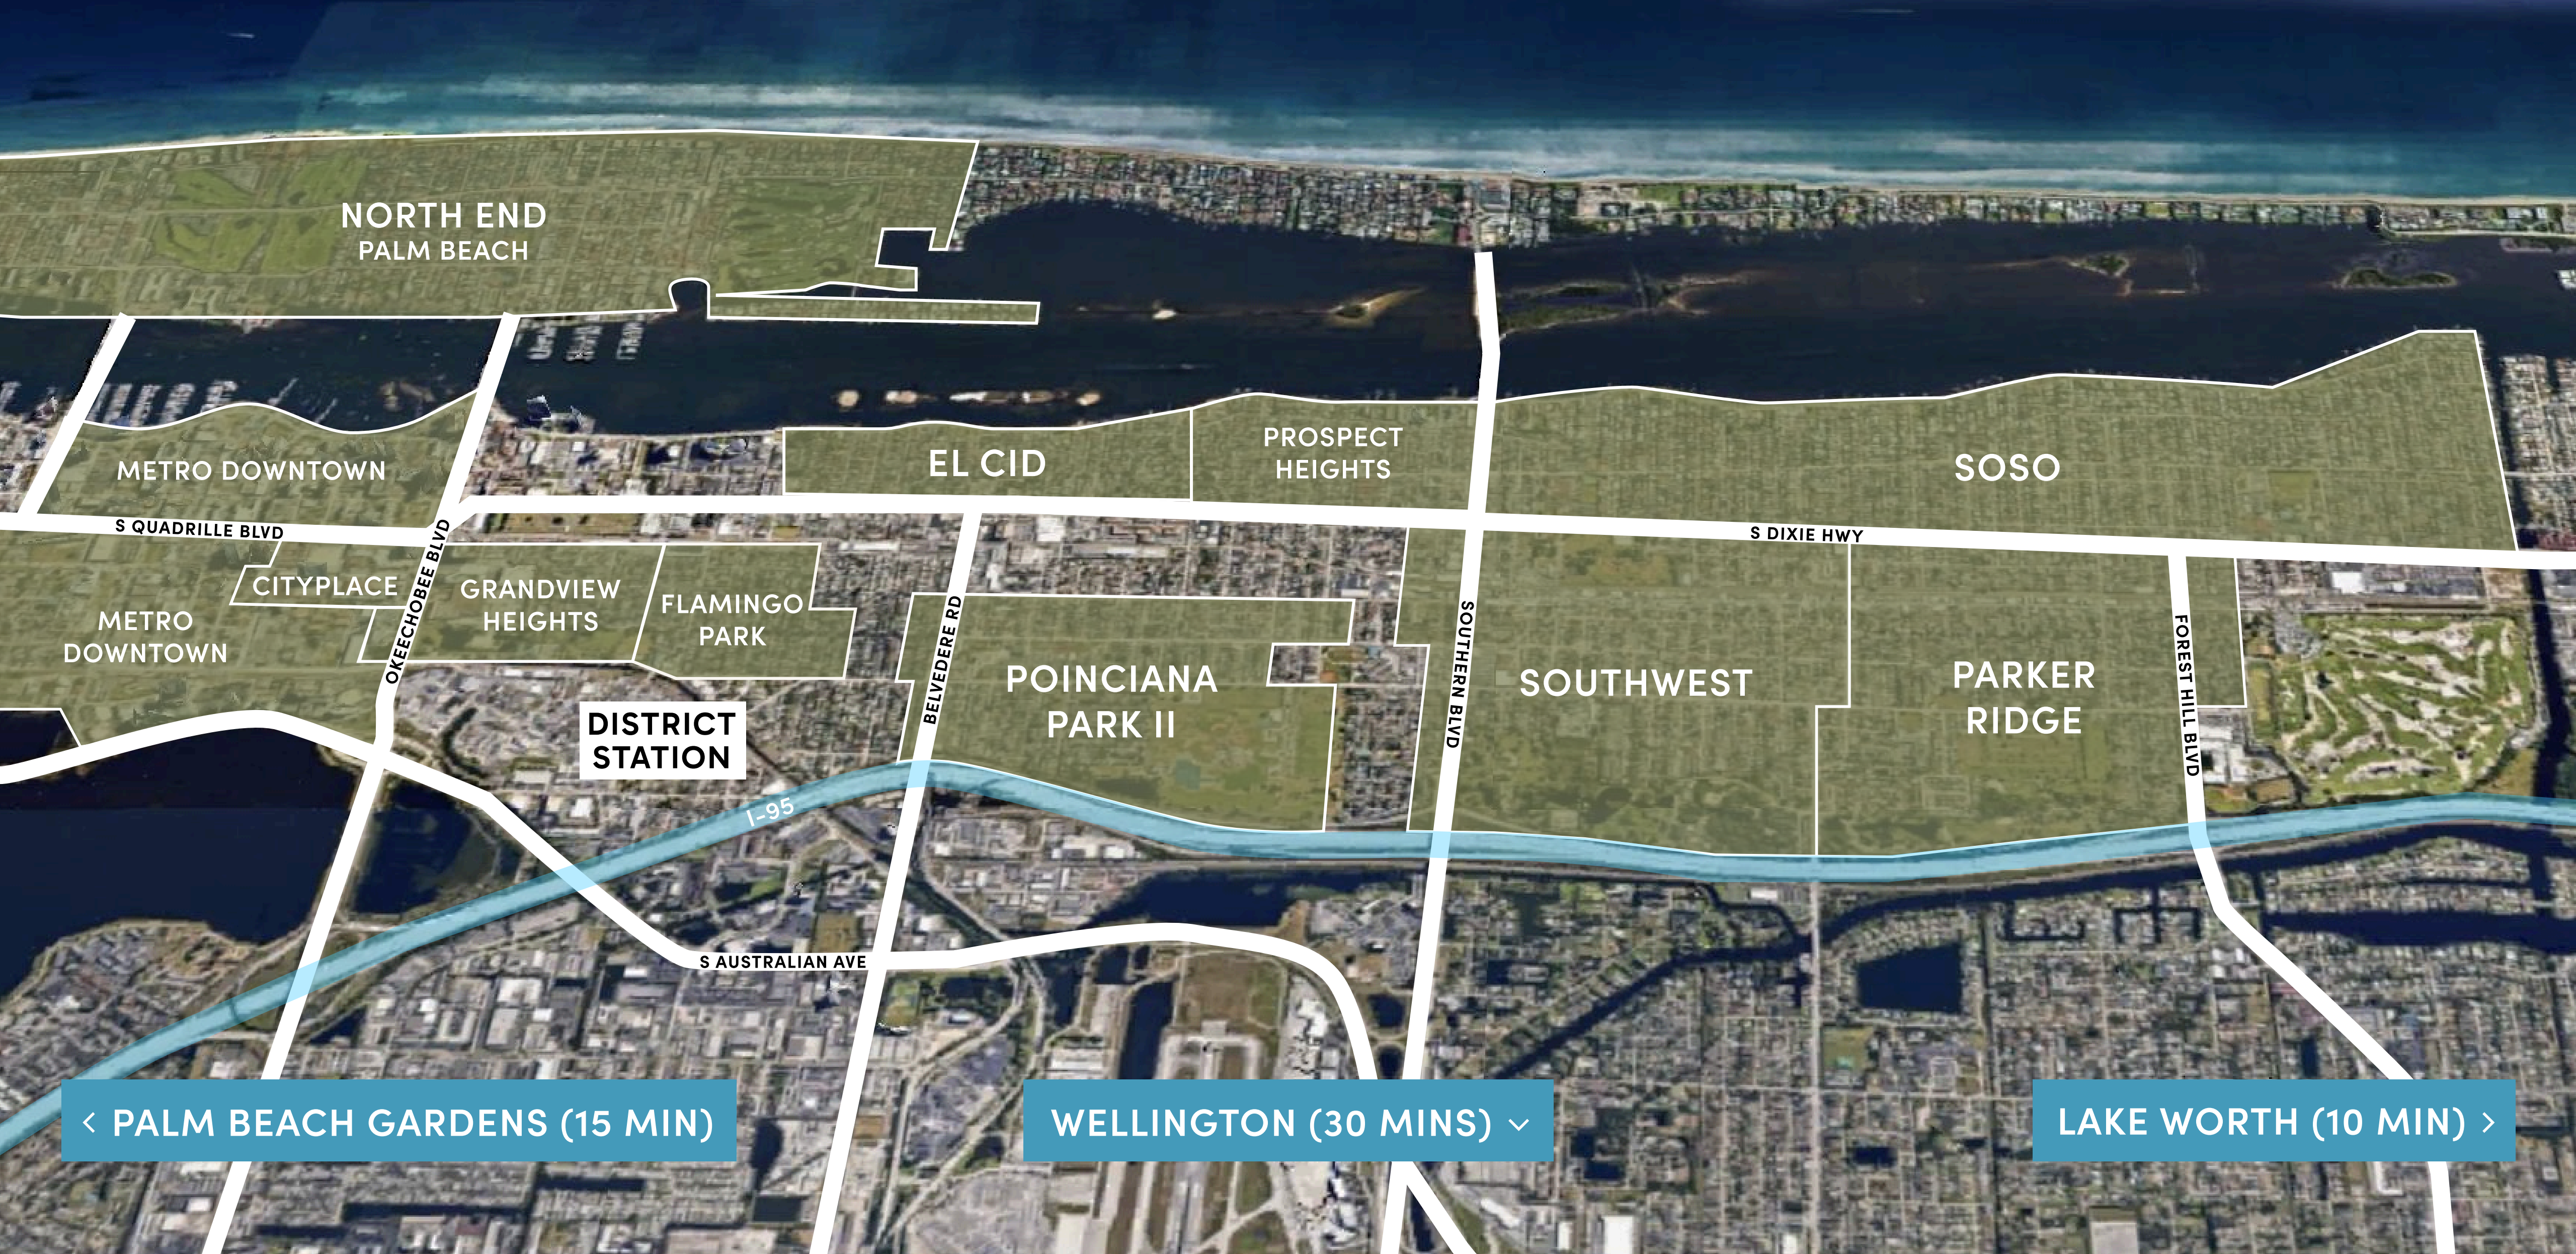 NORTH END
PALM BEACH
METRO DOWNTOWN
EL CID
PROSPECT
HEIGHTS
SOSO
S QUADRILLE BLVD
S DIXIE HWY
OKEECHOBEE BLVD
CITYPLACE
METRO
DOWNTOWN
GRANDVIEW
HEIGHTS
FLAMINGO
PARK
BELVEDERE RD
POINCIANA
PARK II
SOUTHERN BLVD
SOUTHWEST
PARKER
RIDGE
FOREST HILL BLVD
DISTRICT
STATION
I-95
S AUSTRALIAN AVE
< PALM BEACH GARDENS (15 MIN)
WELLINGTON (30 MINS)
LAKE WORTH (10 MIN) >